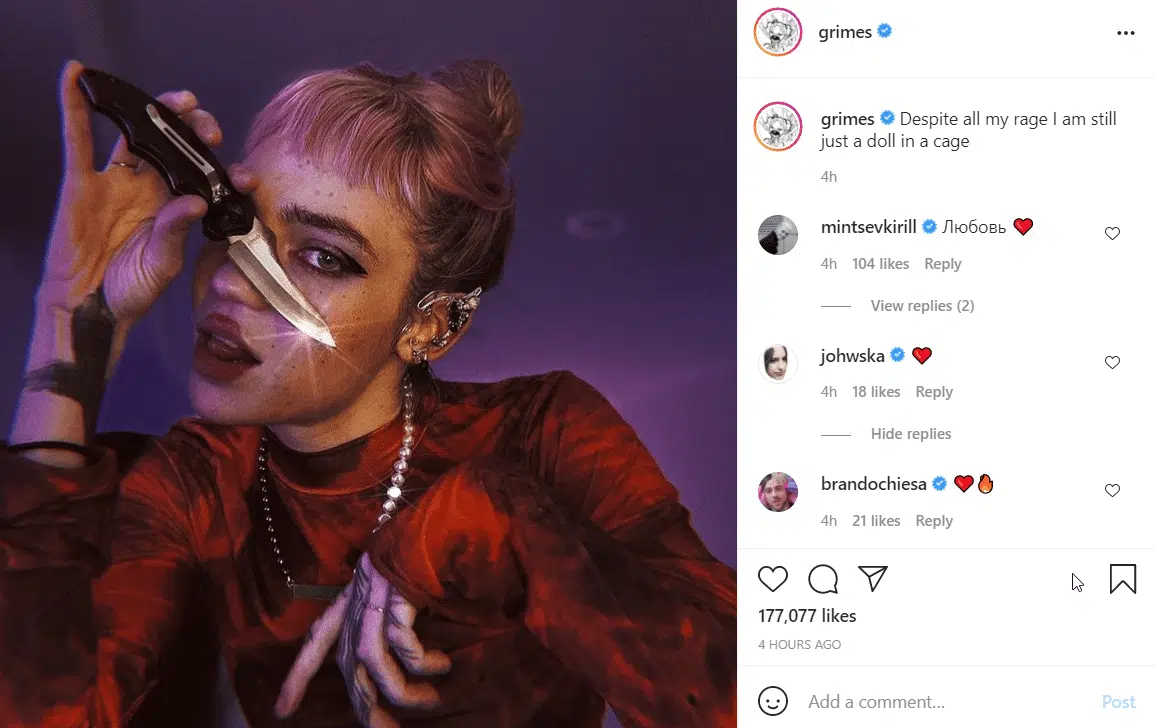 grimes
grimes Despite all my rage I am still
just a doll in a cage
4h
mintsevkirill Любовь ❤️
4h 104 likes Reply
View replies (2)
johwska ❤️
4h 18 likes Reply
Hide replies
brandochiesa ❤️🔥
4h 21 likes Reply
177,077 likes
4 HOURS AGO
Add a comment...
Post